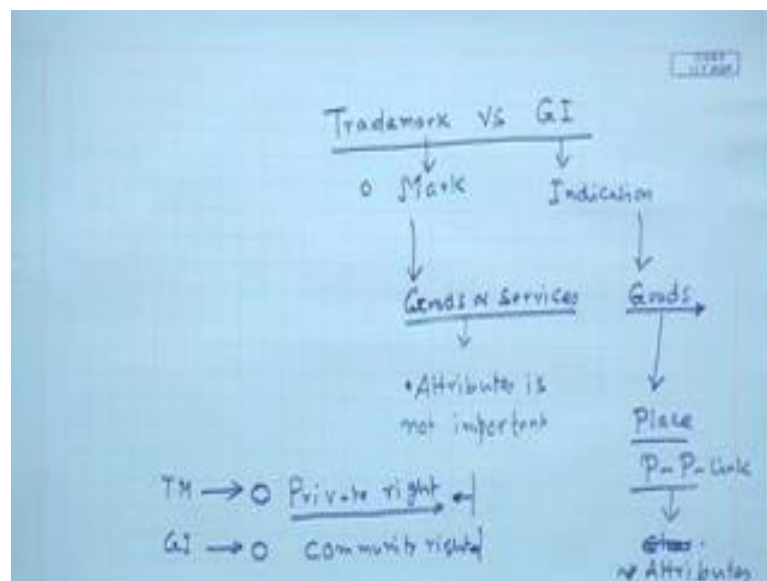 Trademark VS GI
o Mark Indication
Goods & Services Goods
• Attributes is
not important
Place
P-P-Link
TM → O Private right
GI → O Community right
Attributes